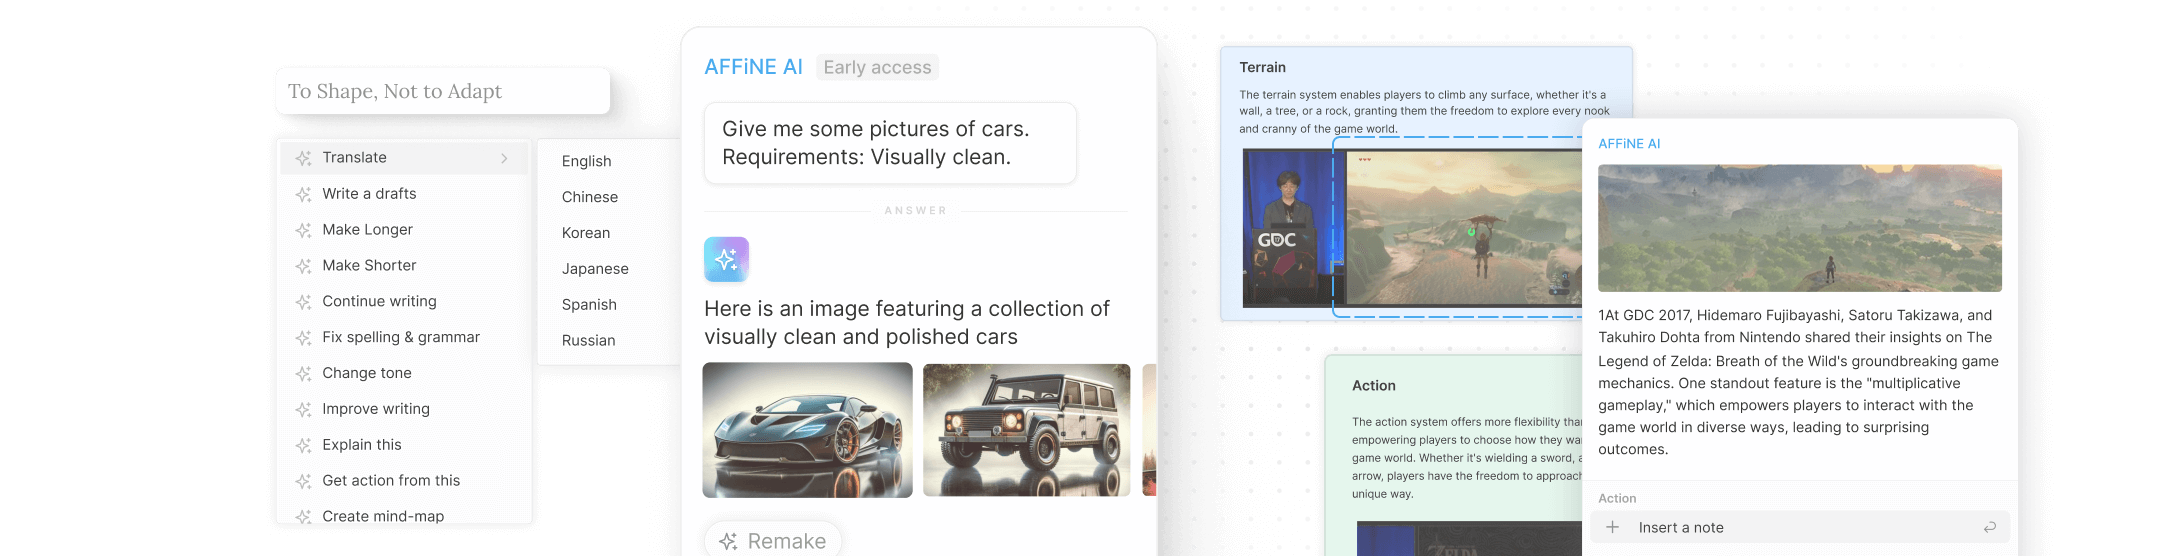 To Shape, Not to Adapt
Translate
Write a drafts
Make Longer
Make Shorter
Continue writing
Fix spelling & grammar
Change tone
Improve writing
Explain this
Get action from this
Create mind-map
English
Chinese
Korean
Japanese
Spanish
Russian
AFFiNE AI Early access
Give me some pictures of cars.
Requirements: Visually clean.
ANSWER
Here is an image featuring a collection of
visually clean and polished cars
Remake
Terrain
The terrain system enables players to climb any surface, whether it's a
wall, a tree, or a rock, granting them the freedom to explore every nook
and cranny of the game world.
GDC
Action
The action system offers more flexibility
empowering players to choose how they
game world. Whether it's wielding a sword,
arrow, players have the freedom to approach
unique way.
ZELDA
AFFiNE AI
1At GDC 2017, Hidemaro Fujibayashi, Satoru Takizawa, and
Takuhiro Dohta from Nintendo shared their insights on The
Legend of Zelda: Breath of the Wild's groundbreaking game
mechanics. One standout feature is the "multiplicative
gameplay," which empowers players to interact with the
game world in diverse ways, leading to surprising
outcomes.
Action
Insert a note